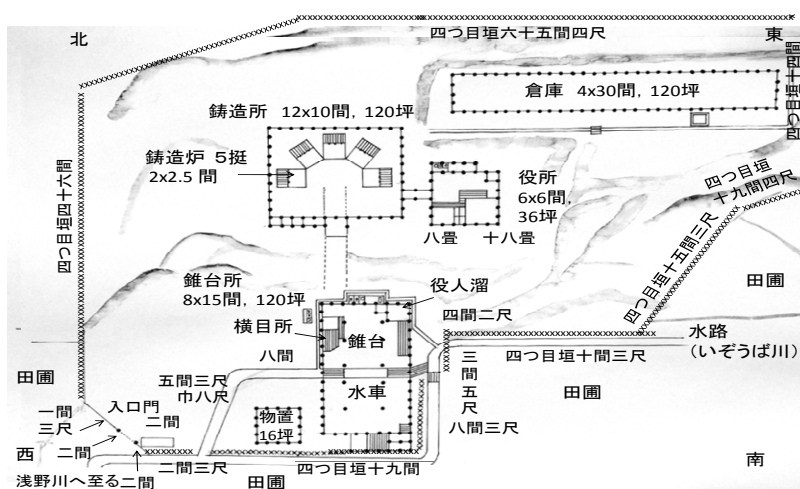 北
四つ目垣六十五間四尺
東
倉庫 4x30間, 120坪
四つ目垣十四間
鋳造所 12x10間, 120坪
鋳造炉 5挺
2x2.5 間
役所
6x6間,
36坪
八畳 十八畳
四つ目垣
十九間四尺
四つ目垣四十六間
四つ目垣十五間三尺
田圃
錐台所
8x15間, 120坪
役人溜
四間二尺
横目所
錐台
八間
水路
(いぞうば川)
四つ目垣十間三尺
三間五尺
田圃
五間三尺
巾八尺
水車
八間三尺
田圃
一間
三尺
入口門
二間
物置
16坪
西
二間
二間三尺
四つ目垣十九間
南
浅野川へ至る
二間
田圃